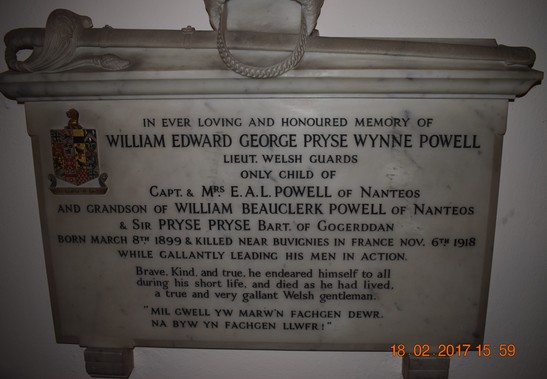 IN EVER LOVING AND HONOURED MEMORY OF
WILLIAM EDWARD GEORGE PRYSE WYNNE POWELL
LIEUT. WELSH GUARDS
ONLY CHILD OF
CAPT. & MRS E.A.L. POWELL OF NANTEOS
AND GRANDSON OF WILLIAM BEAUCLERK POWELL OF NANTEOS
& SIR PRYSE PRYSE BART. OF GOGERDDAN
BORN MARCH 8TH 1899 & KILLED NEAR BUVIGNIES IN FRANCE NOV. 6TH 1918
WHILE GALLANTLY LEADING HIS MEN IN ACTION.
Brave, Kind, and true, he endeared himself to all
during his short life, and died as he had lived,
a true and very gallant Welsh gentleman.
"MIL GWELL YW MARW'N FACHGEN DEWR,
NA BYW YN FACHGEN LLWFR!"
18 02 2017 15 59